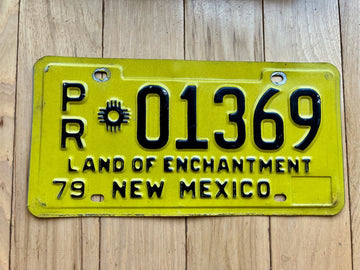 PR 01369
LAND OF ENCHANTMENT
79 NEW MEXICO